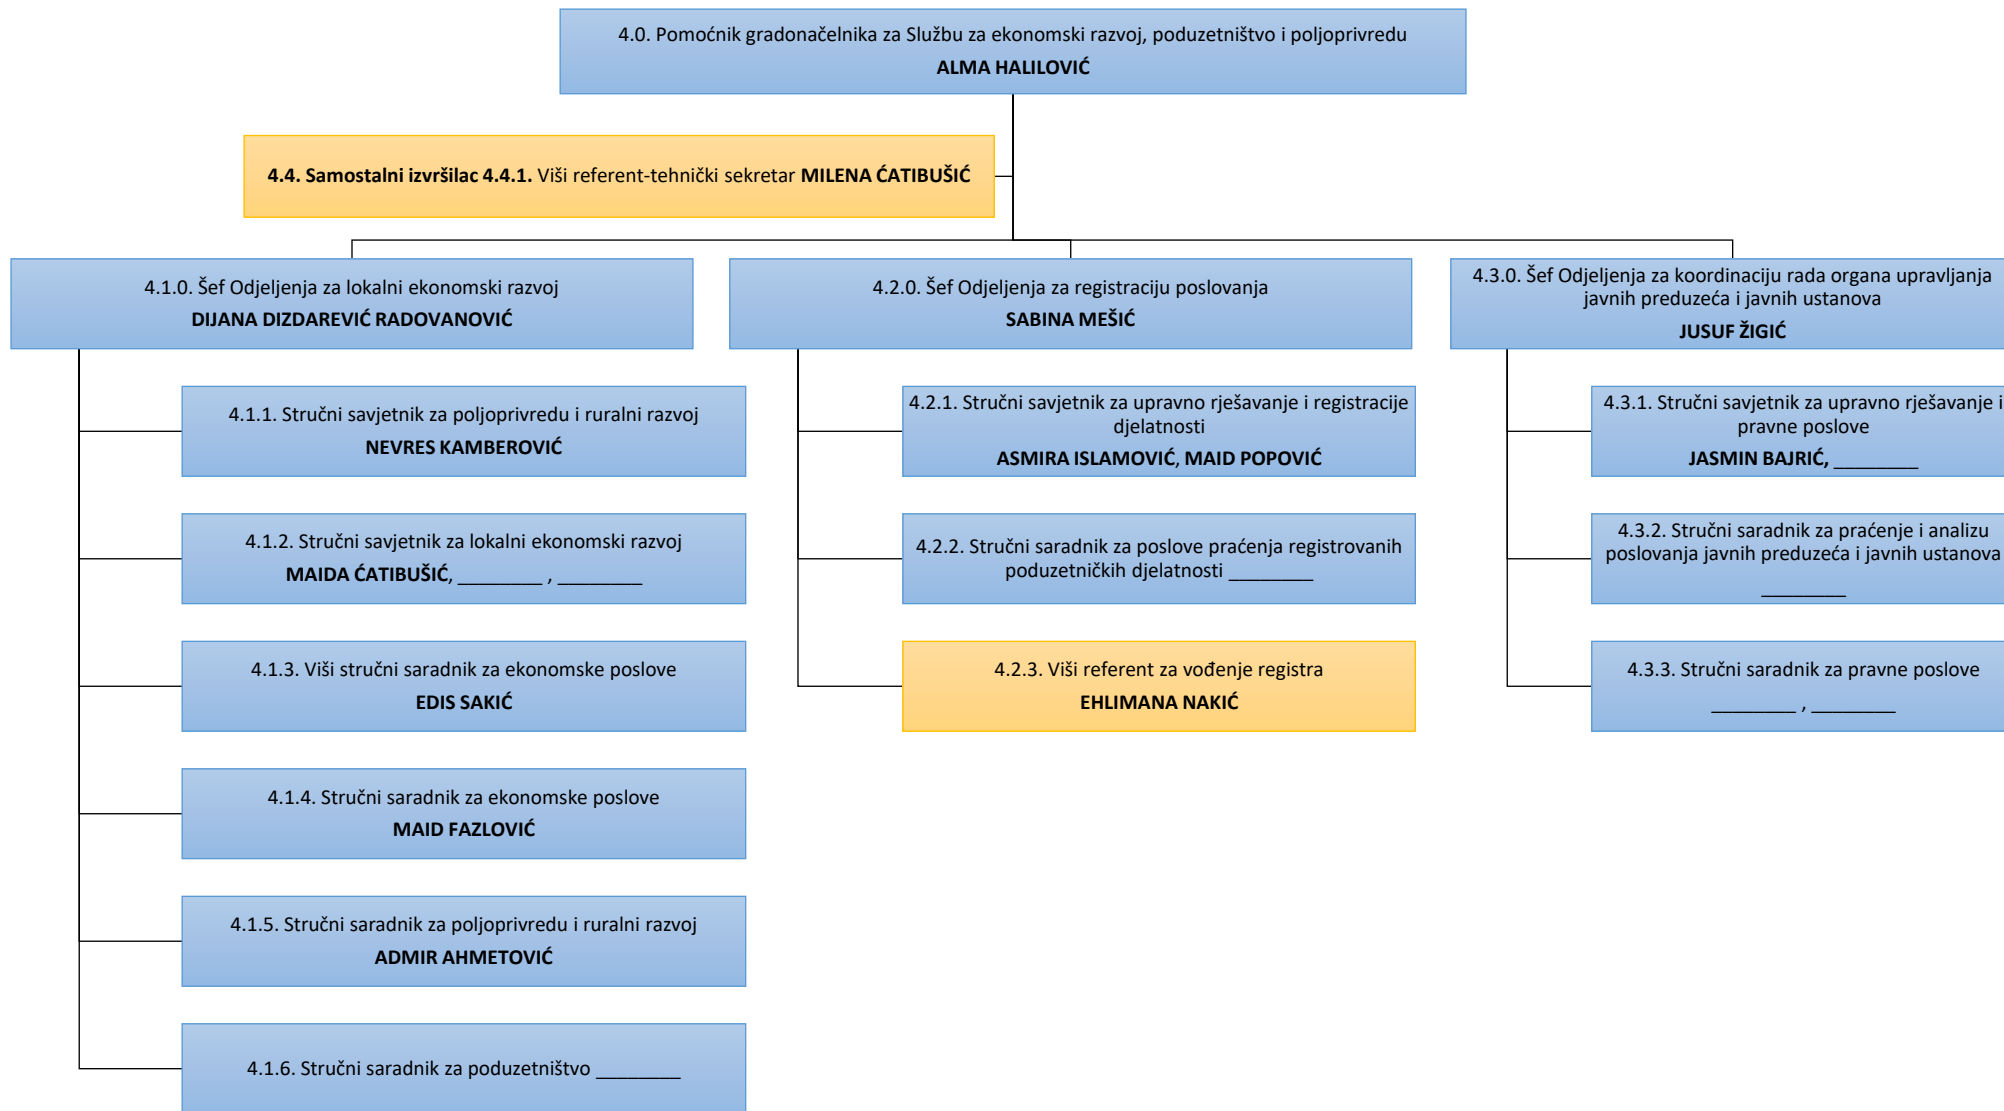 4.0. Pomoćnik gradonačelnika za Službu za ekonomski razvoj, poduzetništvo i poljoprivredu
ALMA HALILOVIĆ
4.4. Samostalni izvršilac 4.4.1. Viši referent-tehnički sekretar MILENA ĆATIBUŠIĆ
4.1.0. Šef Odjeljenja za lokalni ekonomski razvoj
DIJANA DIZDAREVIĆ RADOVANOVIĆ
4.1.1. Stručni savjetnik za poljoprivredu i ruralni razvoj
NEVRES KAMBEROVIĆ
4.1.2. Stručni savjetnik za lokalni ekonomski razvoj
MAIDA ĆATIBUŠIĆ, ________ , ________
4.1.3. Viši stručni saradnik za ekonomske poslove
EDIS SAKIĆ
4.1.4. Stručni saradnik za ekonomske poslove
MAID FAZLOVIĆ
4.1.5. Stručni saradnik za poljoprivredu i ruralni razvoj
ADMIR AHMETOVIĆ
4.1.6. Stručni saradnik za poduzetništvo ________
4.2.0. Šef Odjeljenja za registraciju poslovanja
SABINA MEŠIĆ
4.2.1. Stručni savjetnik za upravno rješavanje i registracije
djelatnosti
ASMIRA ISLAMOVIĆ, MAID POPOVIĆ
4.2.2. Stručni saradnik za poslove praćenja registrovanih
poduzetničkih djelatnosti ________
4.2.3. Viši referent za vođenje registra
EHLIMANA NAKIĆ
4.3.0. Šef Odjeljenja za koordinaciju rada organa upravljanja
javnih preduzeća i javnih ustanova
JUSUF ŽIGIĆ
4.3.1. Stručni savjetnik za upravno rješavanje i
pravne poslove
JASMIN BAJRIĆ, ________
4.3.2. Stručni saradnik za praćenje i analizu
poslovanja javnih preduzeća i javnih ustanova
________
4.3.3. Stručni saradnik za pravne poslove
________ , ________